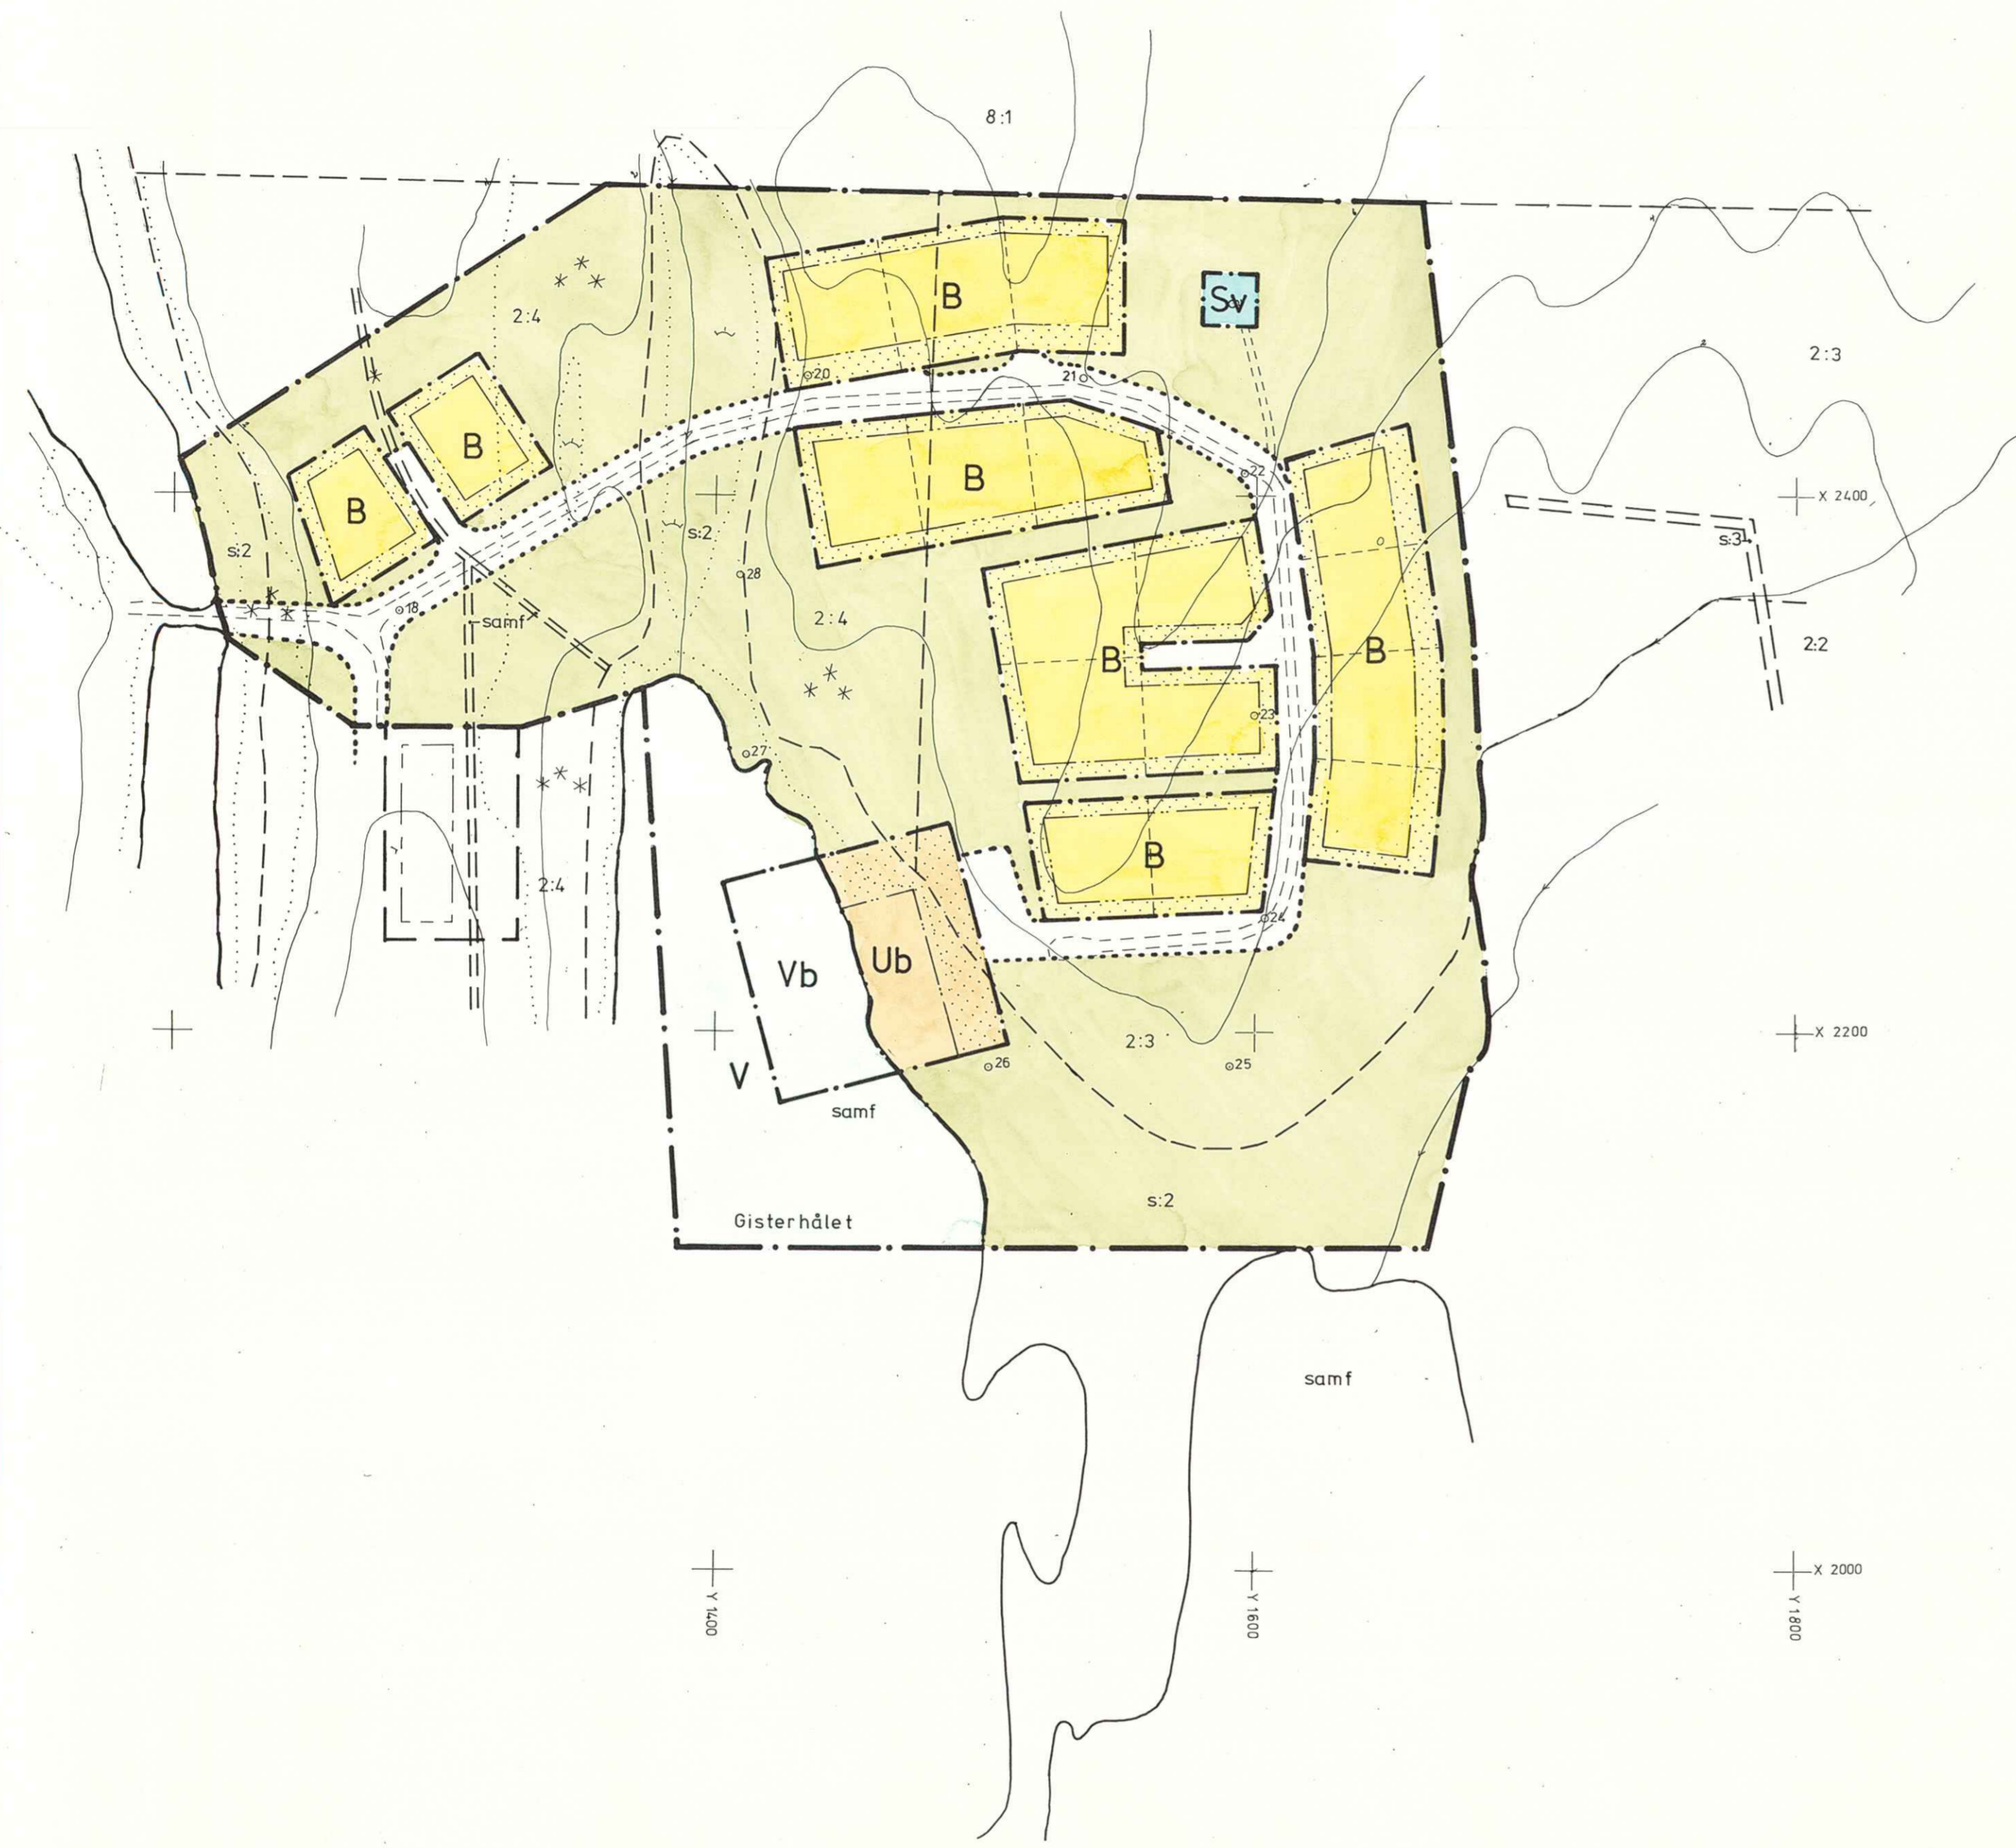 8:1
2:4
B
Sv
2:3
20
21
B
B
B
22
X 2400
s:2
s:2
s:3
28
18
samf
2:4
2:2
B
B
23
27
B
2:4
24
Vb
Ub
2:3
X 2200
26
25
V
samf
s:2
Gisterhålet
samf
X 2000
Y 1400
Y 1600
Y 1800